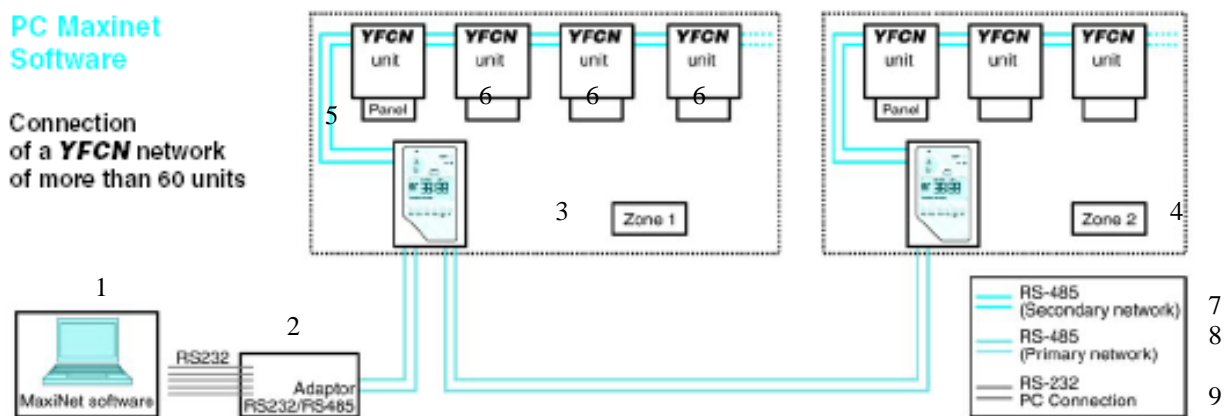 PC Maxinet
Software
Connection
of a YFCN network
of more than 60 units
YFCN
unit
Panel
YFCN
unit
6
YFCN
unit
6
YFCN
unit
6
5
3
Zone 1
YFCN
unit
Panel
YFCN
unit
YFCN
unit
Zone 2
4
1
MaxiNet software
RS232
2
Adaptor
RS232/RS485
RS-485
(Secondary network)
7
RS-485
(Primary network)
8
RS-232
PC Connection
9